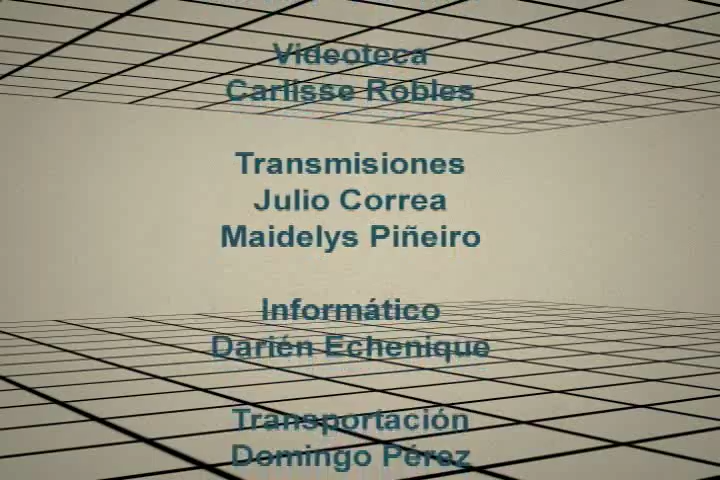 Videoteca
Carlisse Robles
Transmisiones
Julio Correa
Maidelys Piñeiro
Informático
Darién Echenique
Transportación
Domingo Pérez